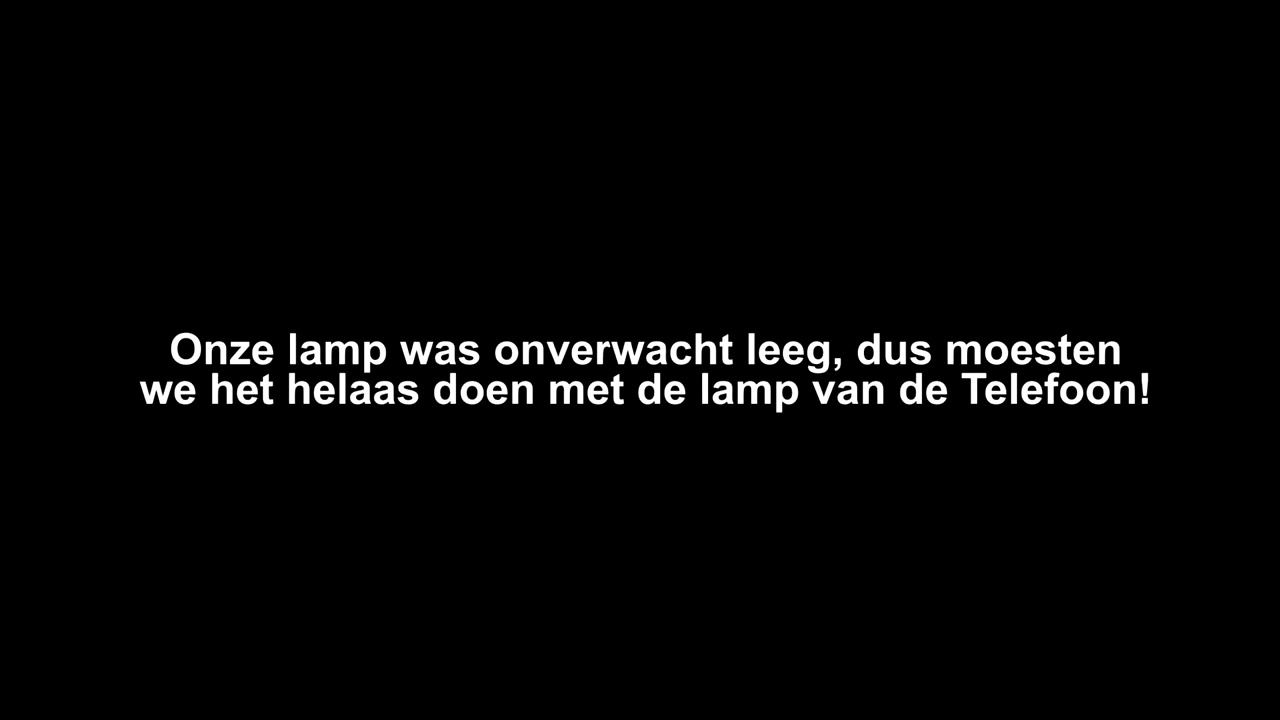 Onze lamp was onverwacht leeg, dus moesten
we het helaas doen met de lamp van de Telefoon!